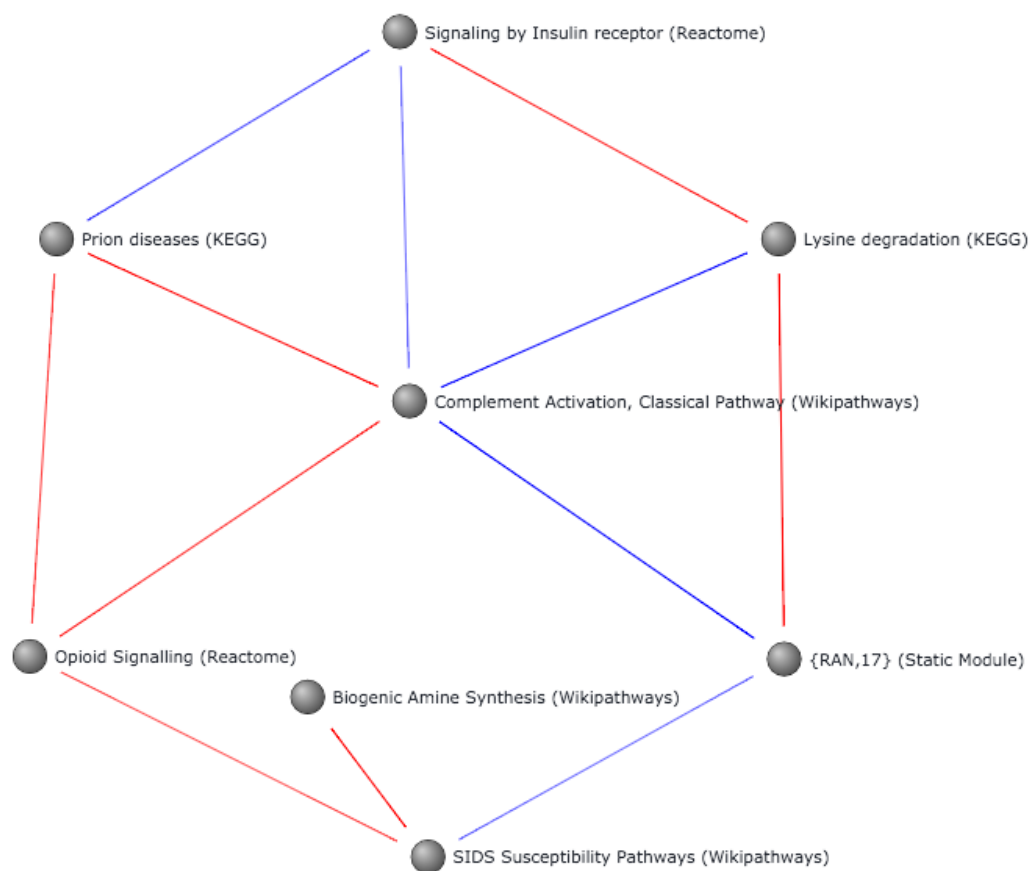 Signaling by Insulin receptor (Reactome)
Prion diseases (KEGG)
Lysine degradation (KEGG)
Complement Activation, Classical Pathway (Wikipathways)
Opioid Signalling (Reactome)
{RAN,17} (Static Module)
Biogenic Amine Synthesis (Wikipathways)
SIDS Susceptibility Pathways (Wikipathways)